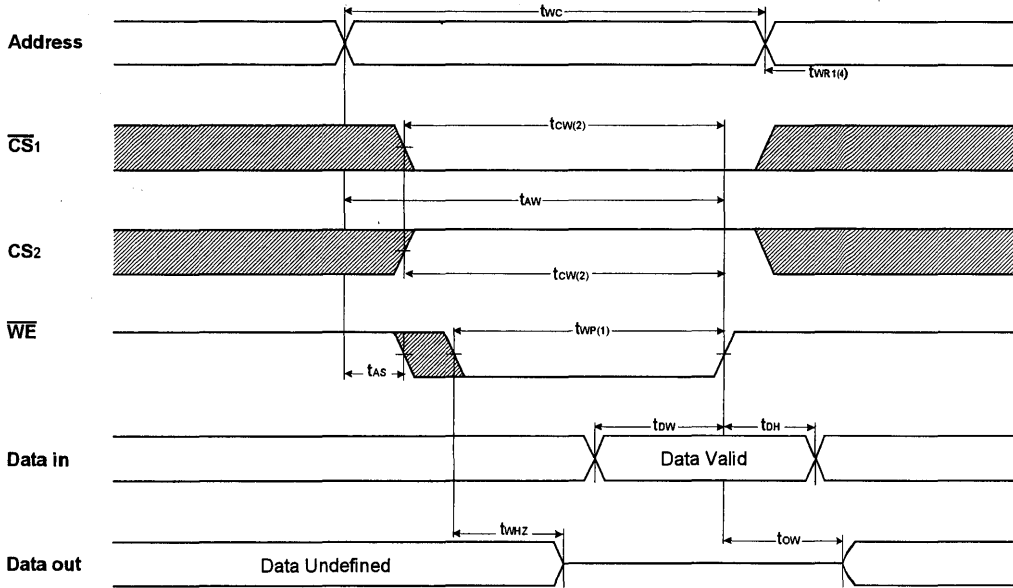 tWC
Address
tWR1(4)
tCW(2)
CS1
tAW
CS2
tCW(2)
WE
tWP(1)
tAS
tDW
tDH
Data in
Data Valid
tWHZ
tOW
Data out
Data Undefined